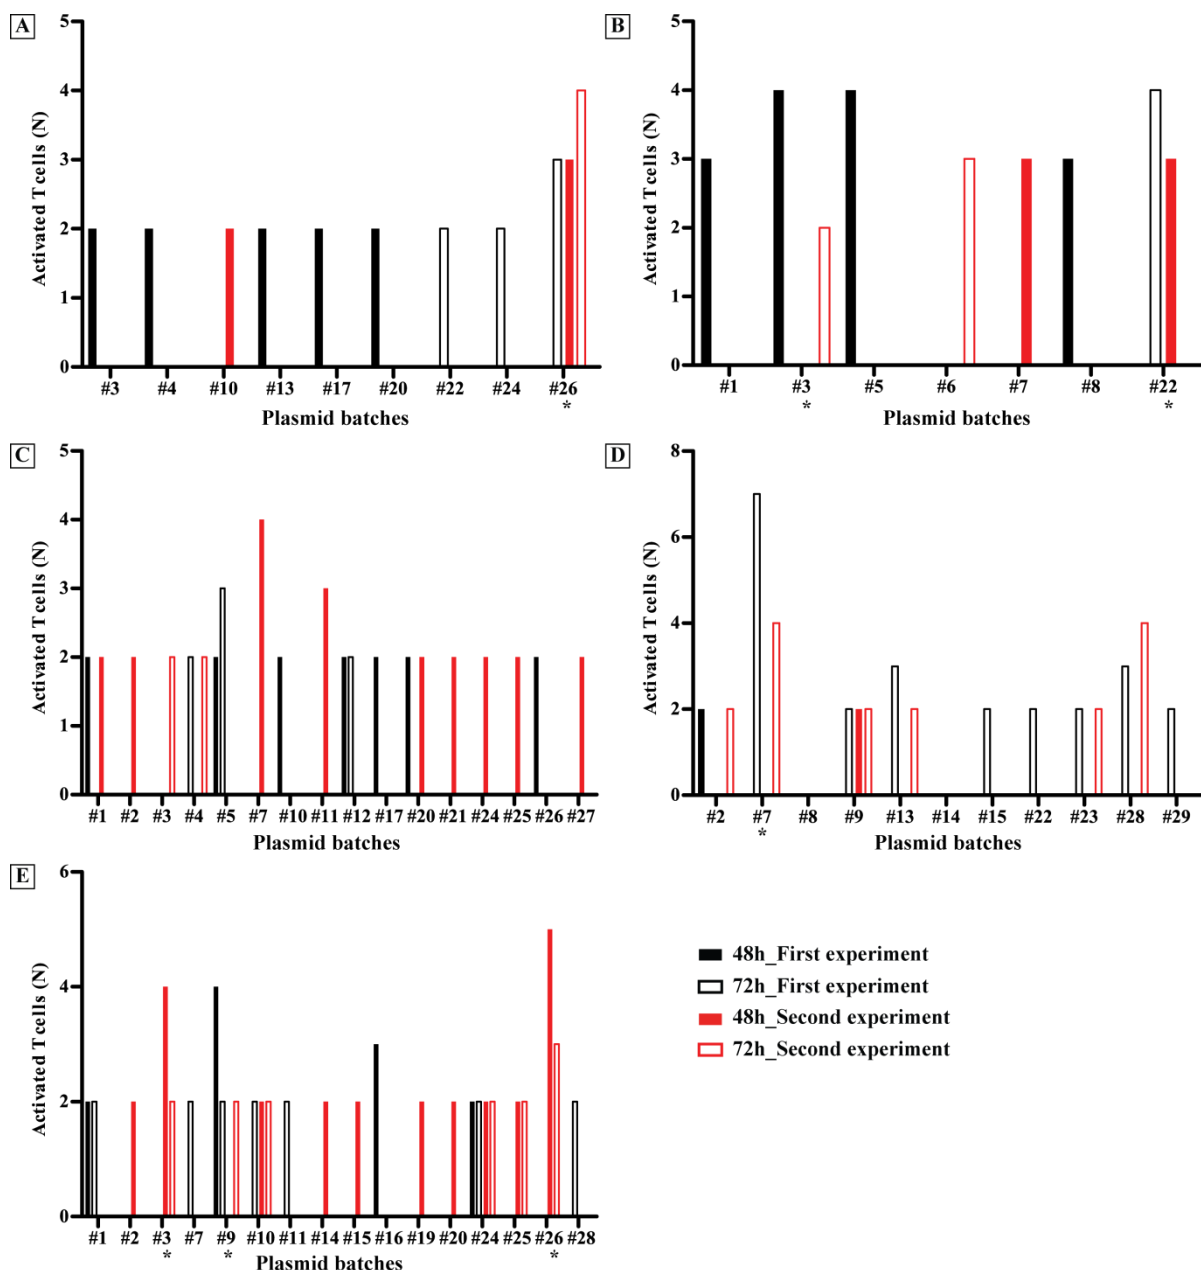 A
Activated T cells (N)
5
4
3
2
1
0
#3 #4 #10 #13 #17 #20 #22 #24 #26
*
Plasmid batches
B
Activated T cells (N)
5
4
3
2
1
0
#1 #3 #5 #6 #7 #8 #22
* *
Plasmid batches
C
Activated T cells (N)
5
4
3
2
1
0
#1 #2 #3 #4 #5 #7 #10 #11 #12 #17 #20 #21 #24 #25 #26 #27
Plasmid batches
D
Activated T cells (N)
8
6
4
2
0
#2 #7 #8 #9 #13 #14 #15 #22 #23 #28 #29
*
Plasmid batches
E
Activated T cells (N)
6
4
2
0
#1 #2 #3 #7 #9 #10 #11 #14 #15 #16 #19 #20 #24 #25 #26 #28
* * *
Plasmid batches
48h_First experiment
72h_First experiment
48h_Second experiment
72h_Second experiment